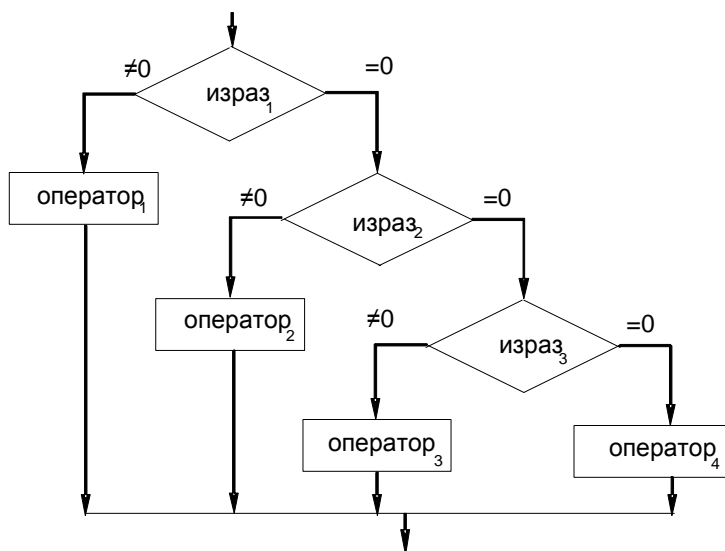 ≠0
=0
израз1
оператор1
≠0
=0
израз2
оператор2
≠0
=0
израз3
оператор3
оператор4